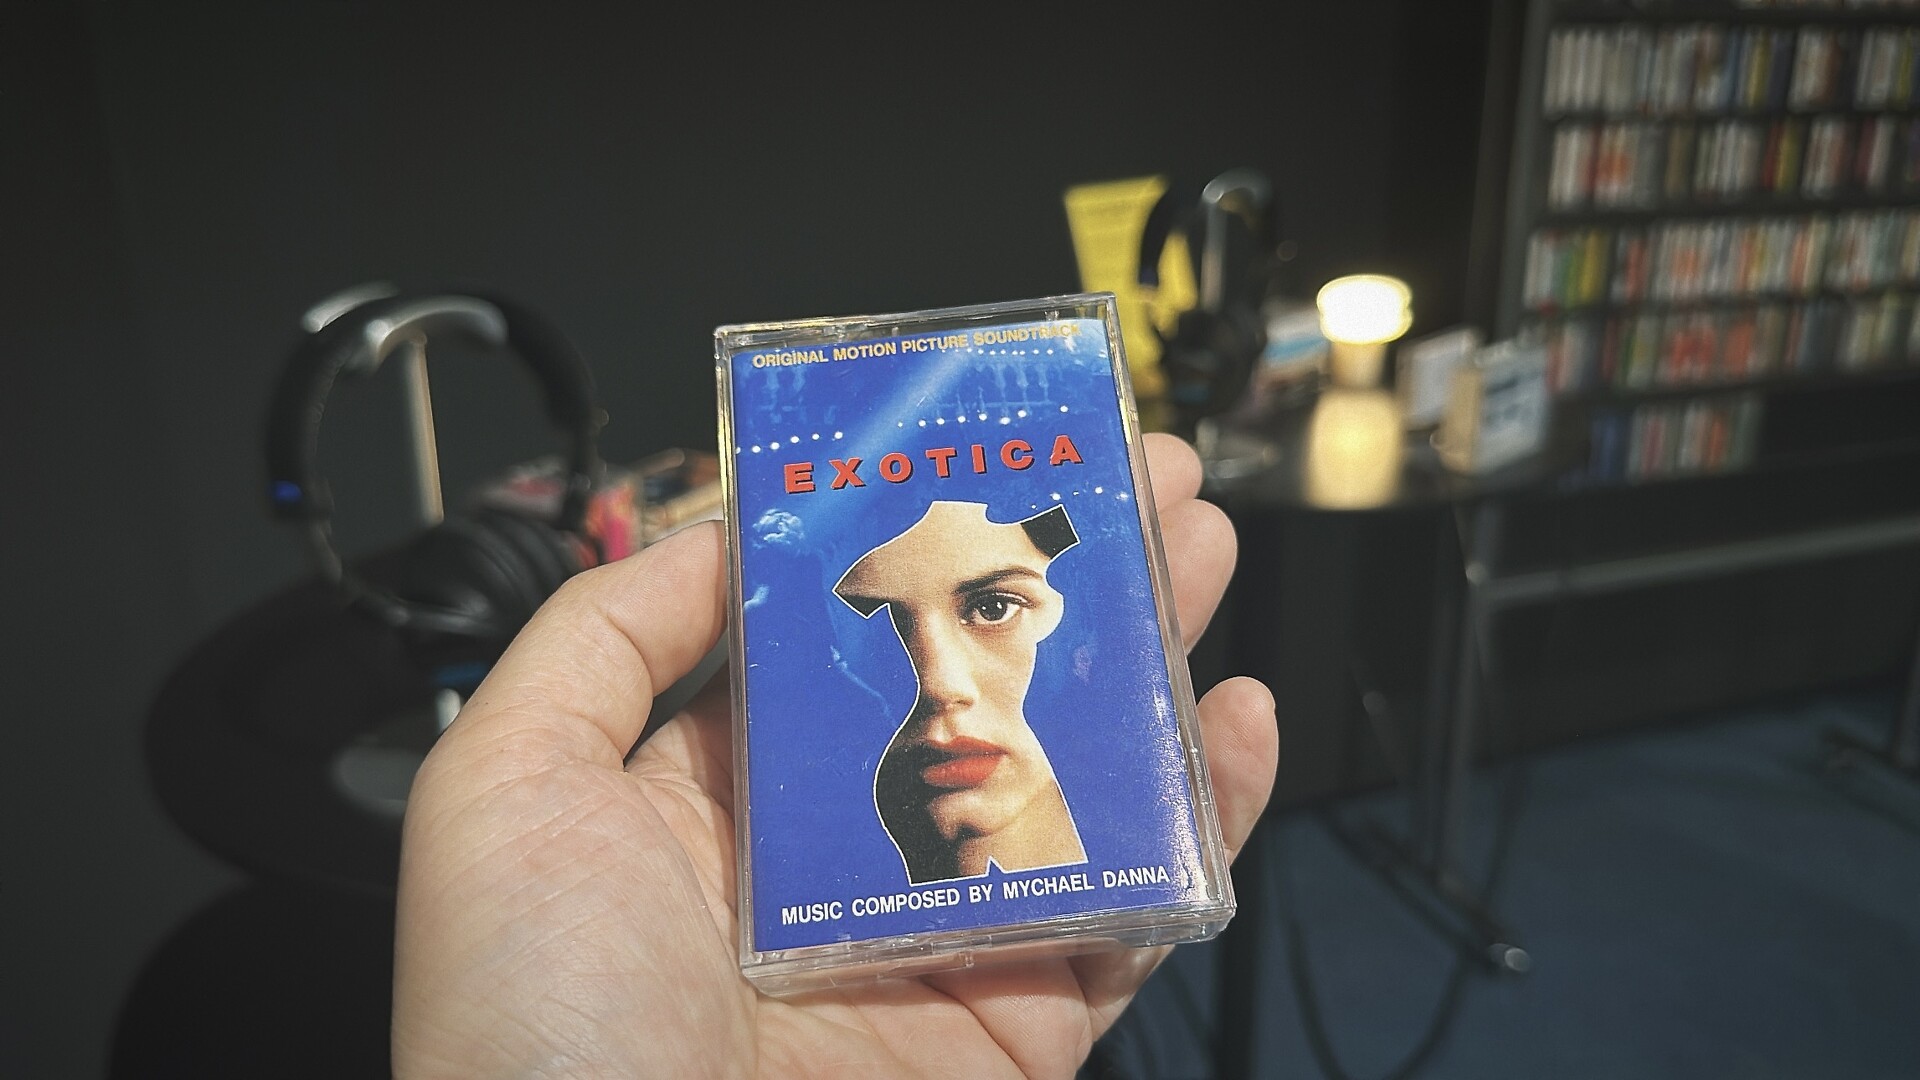 ORIGINAL MOTION PICTURE SOUNDTRACK
EXOTICA
MUSIC COMPOSED BY MYCHAEL DANNA